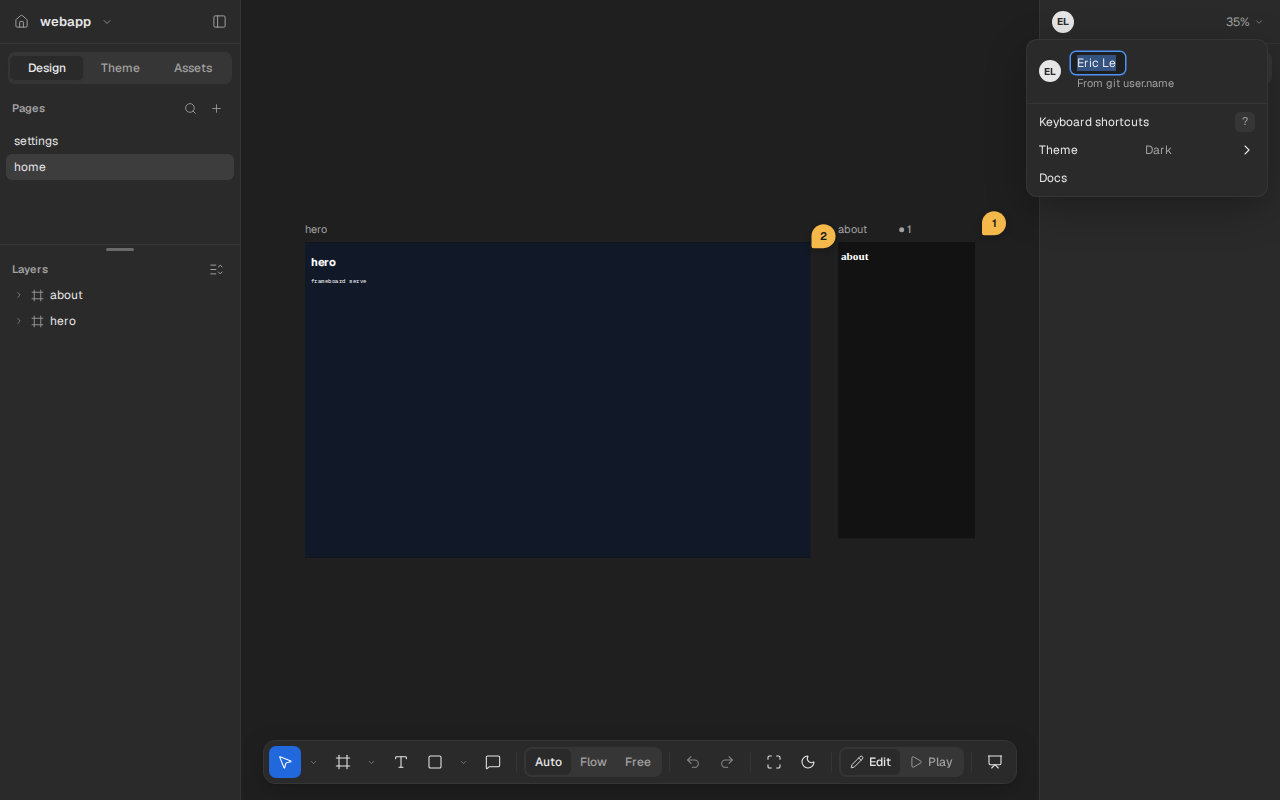 webapp
Design Theme Assets
Pages
settings
home
Layers
about
hero
hero
2
about 1
1
hero
frameboard serve
about
Auto Flow Free
Edit Play
EL
35%
EL
Eric Le
From git user.name
Keyboard shortcuts ?
Theme Dark
Docs